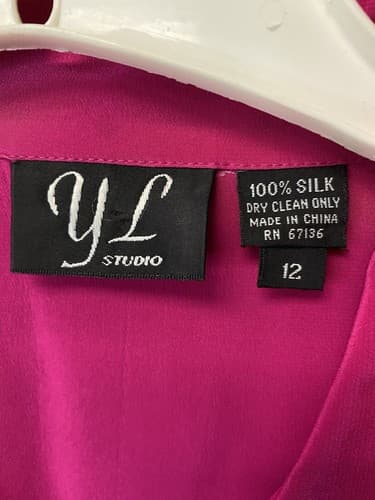 YL
STUDIO
100% SILK
DRY CLEAN ONLY
MADE IN CHINA
RN 67136
12